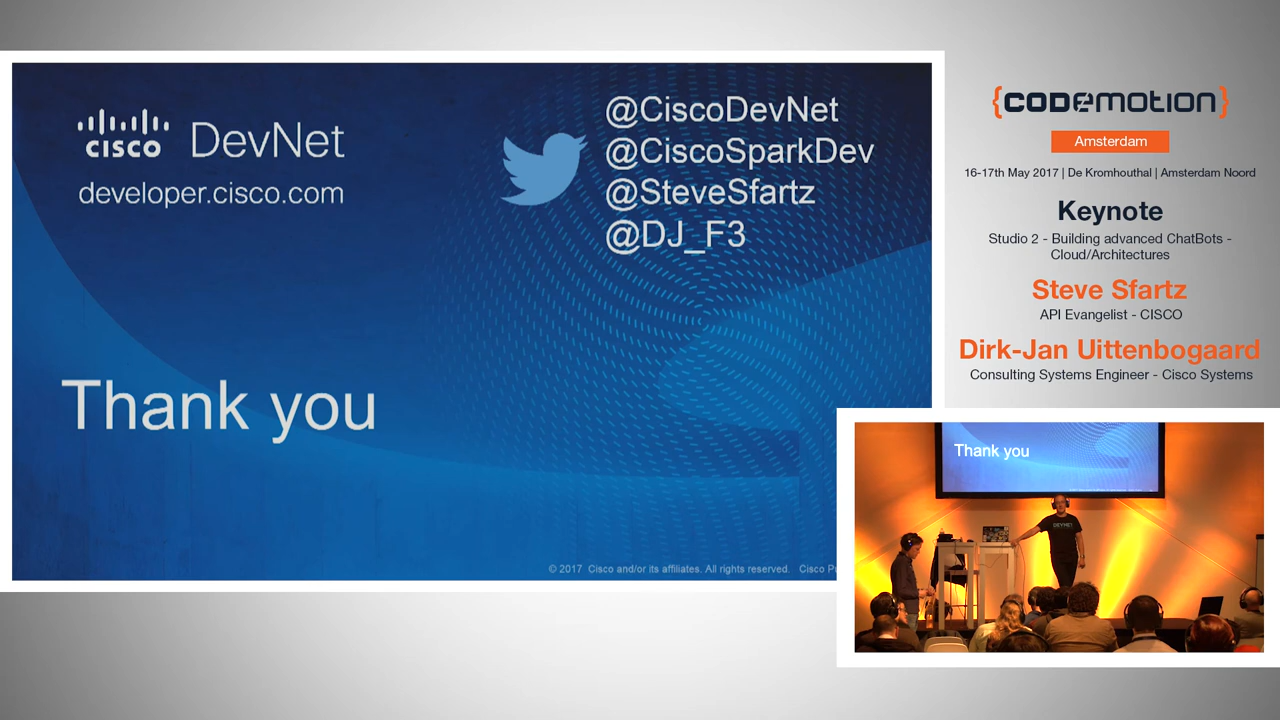 CISCO DevNet
developer.cisco.com
@CiscoDevNet
@CiscoSparkDev
@SteveSfartz
@DJ_F3
Thank you
© 2017 Cisco and/or its affiliates. All rights reserved. Cisco
{CODEMOTION}
Amsterdam
16-17th May 2017 | De Kromhouthal | Amsterdam Noord
Keynote
Studio 2 - Building advanced ChatBots -
Cloud/Architectures
Steve Sfartz
API Evangelist - CISCO
Dirk-Jan Uittenbogaard
Consulting Systems Engineer - Cisco Systems
Thank you
DEVNET